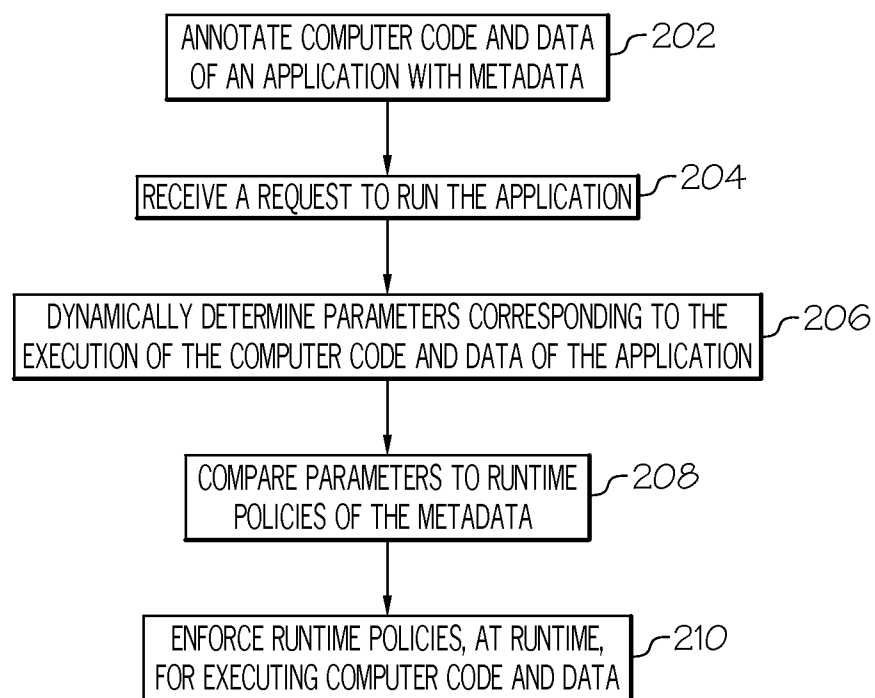 ANNOTATE COMPUTER CODE AND DATA
OF AN APPLICATION WITH METADATA
202
RECEIVE A REQUEST TO RUN THE APPLICATION
204
DYNAMICALLY DETERMINE PARAMETERS CORRESPONDING TO THE
EXECUTION OF THE COMPUTER CODE AND DATA OF THE APPLICATION
206
COMPARE PARAMETERS TO RUNTIME
POLICIES OF THE METADATA
208
ENFORCE RUNTIME POLICIES, AT RUNTIME,
FOR EXECUTING COMPUTER CODE AND DATA
210